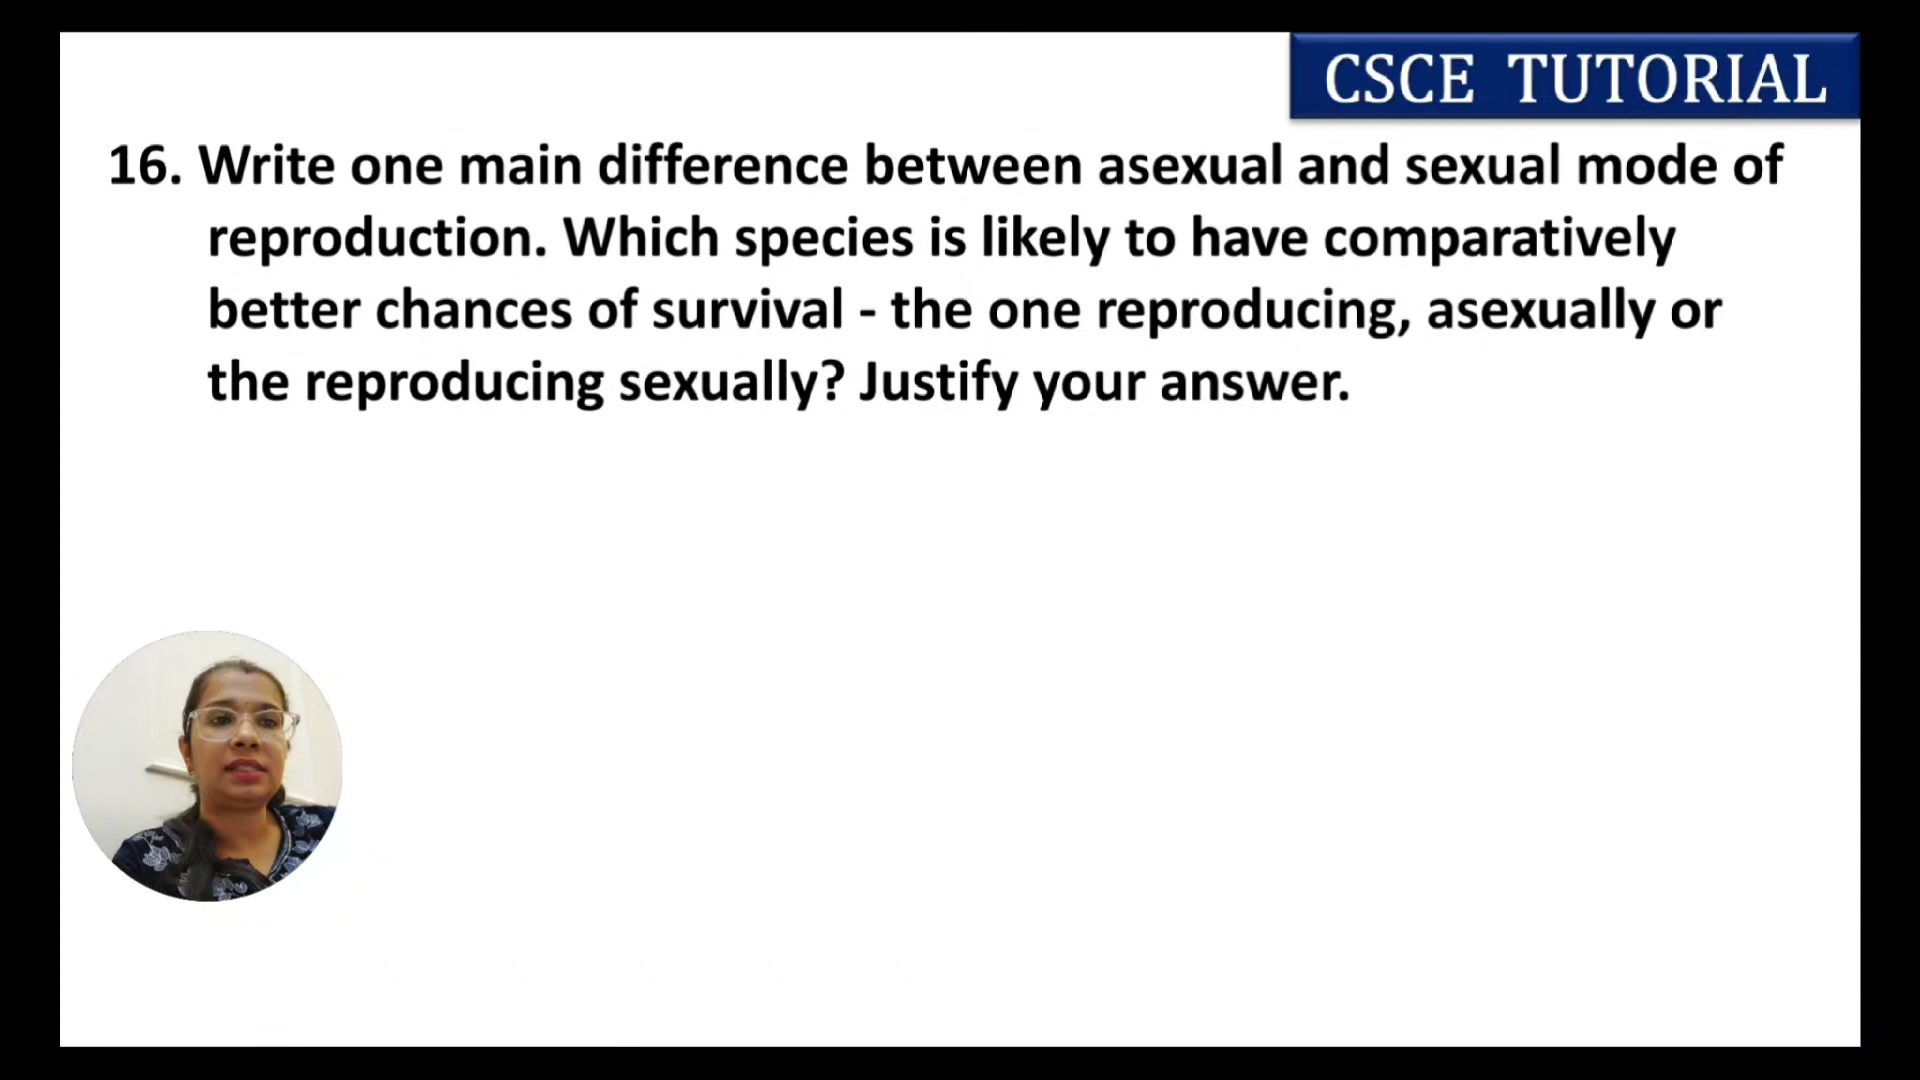 CSCE TUTORIAL
16. Write one main difference between asexual and sexual mode of
reproduction. Which species is likely to have comparatively
better chances of survival - the one reproducing, asexually or
the reproducing sexually? Justify your answer.